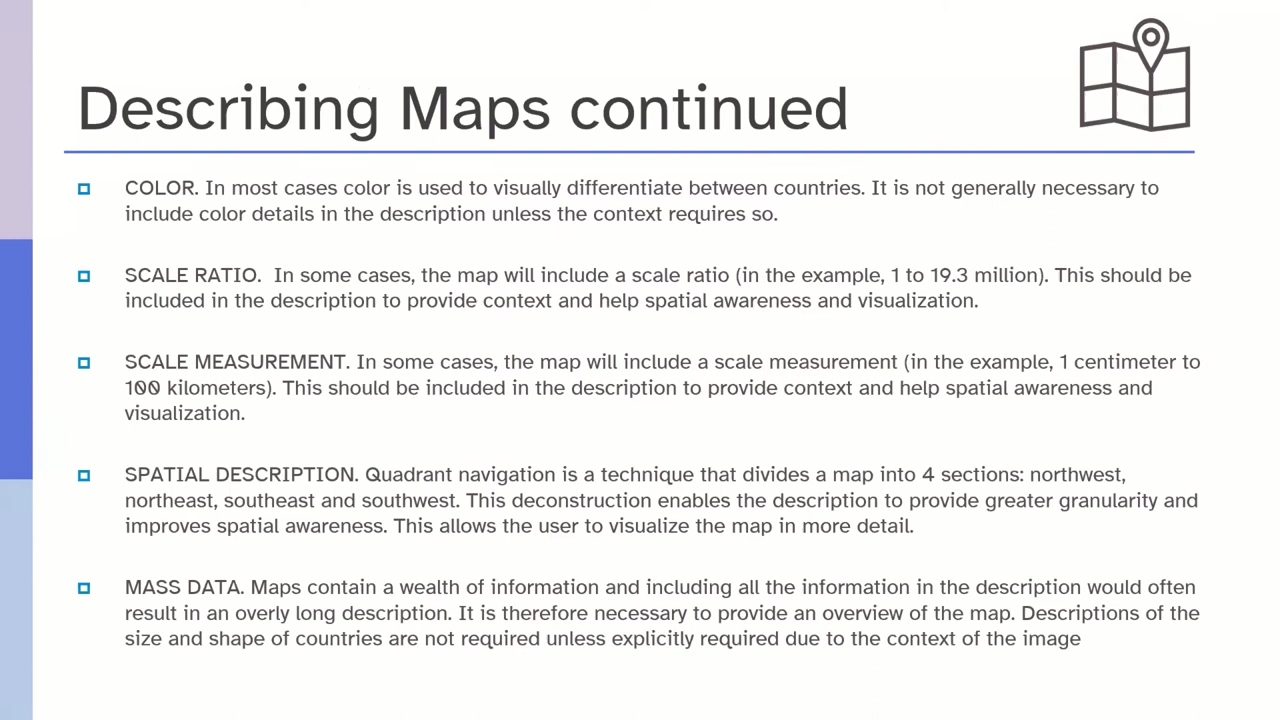 Describing Maps continued
COLOR. In most cases color is used to visually differentiate between countries. It is not generally necessary to
include color details in the description unless the context requires so.
SCALE RATIO.  In some cases, the map will include a scale ratio (in the example, 1 to 19.3 million). This should be
included in the description to provide context and help spatial awareness and visualization.
SCALE MEASUREMENT. In some cases, the map will include a scale measurement (in the example, 1 centimeter to
100 kilometers). This should be included in the description to provide context and help spatial awareness and
visualization.
SPATIAL DESCRIPTION. Quadrant navigation is a technique that divides a map into 4 sections: northwest,
northeast, southeast and southwest. This deconstruction enables the description to provide greater granularity and
improves spatial awareness. This allows the user to visualize the map in more detail.
MASS DATA. Maps contain a wealth of information and including all the information in the description would often
result in an overly long description. It is therefore necessary to provide an overview of the map. Descriptions of the
size and shape of countries are not required unless explicitly required due to the context of the image